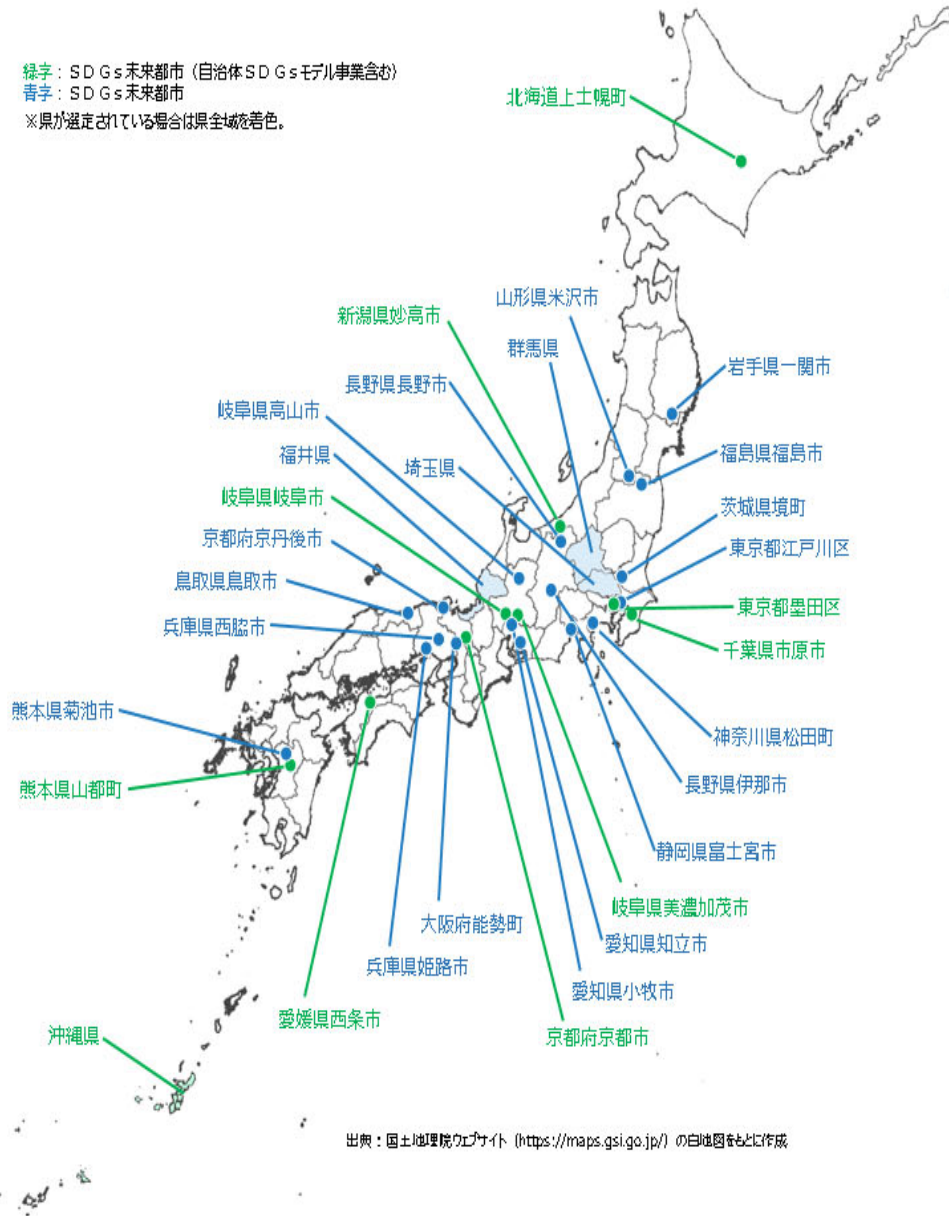 緑字：ＳＤＧｓ未来都市（自治体ＳＤＧｓモデル事業含む）
青字：ＳＤＧｓ未来都市
※県が選定されている場合は県全域を着色。
北海道上士幌町
山形県米沢市
新潟県妙高市
群馬県
岩手県一関市
長野県長野市
岐阜県高山市
福島県福島市
福井県
埼玉県
岐阜県岐阜市
茨城県境町
京都府京丹後市
東京都江戸川区
鳥取県鳥取市
東京都墨田区
兵庫県西脇市
千葉県市原市
熊本県菊池市
神奈川県松田町
熊本県山都町
長野県伊那市
静岡県富士宮市
岐阜県美濃加茂市
大阪府能勢町
愛知県知立市
兵庫県姫路市
愛知県小牧市
愛媛県西条市
沖縄県
京都府京都市
出典：国土地理院ウェブサイト（https://maps.gsi.go.jp/）の白地図をもとに作成